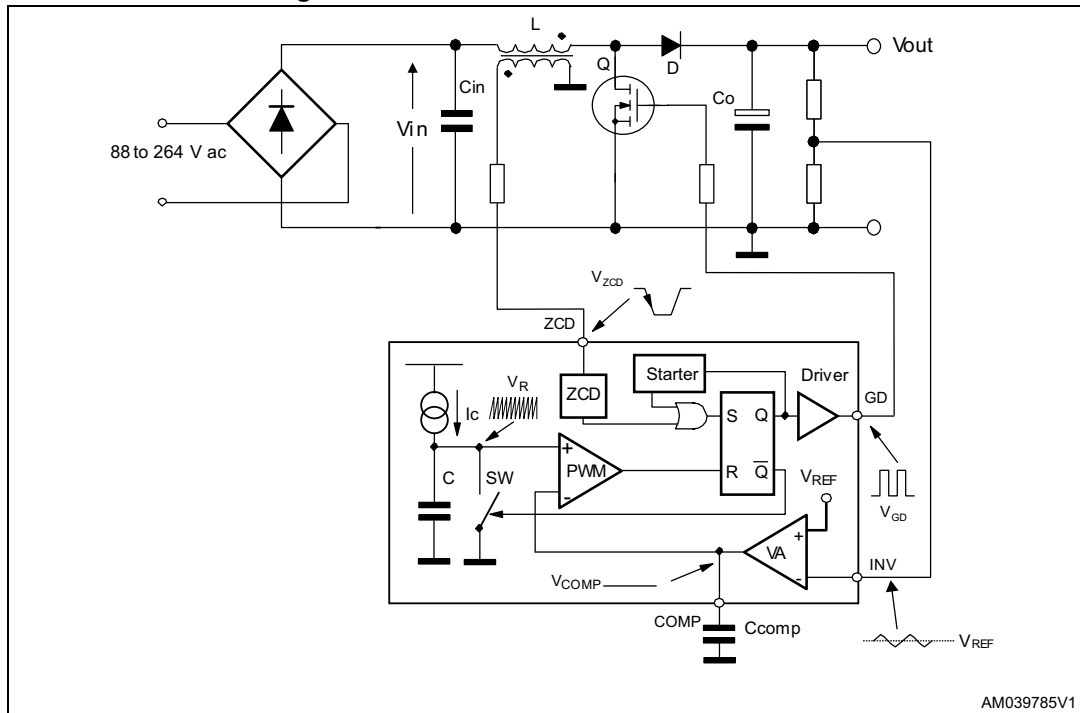 L
Vout
Q
D
Cin
Co
Vin
88 to 264 V ac
VZCD
ZCD
Starter
Driver
GD
VR
ZCD
Ic
S Q
C
SW
+
PWM
-
R Q
VREF
VGD
+
VA
-
INV
VCOMP
COMP
Ccomp
VREF
AM039785V1